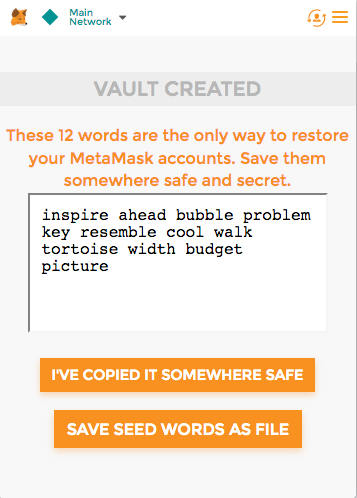 Main
Network
VAULT CREATED
These 12 words are the only way to restore
your MetaMask accounts. Save them
somewhere safe and secret.
inspire ahead bubble problem
key resemble cool walk
tortoise width budget
picture
I'VE COPIED IT SOMEWHERE SAFE
SAVE SEED WORDS AS FILE